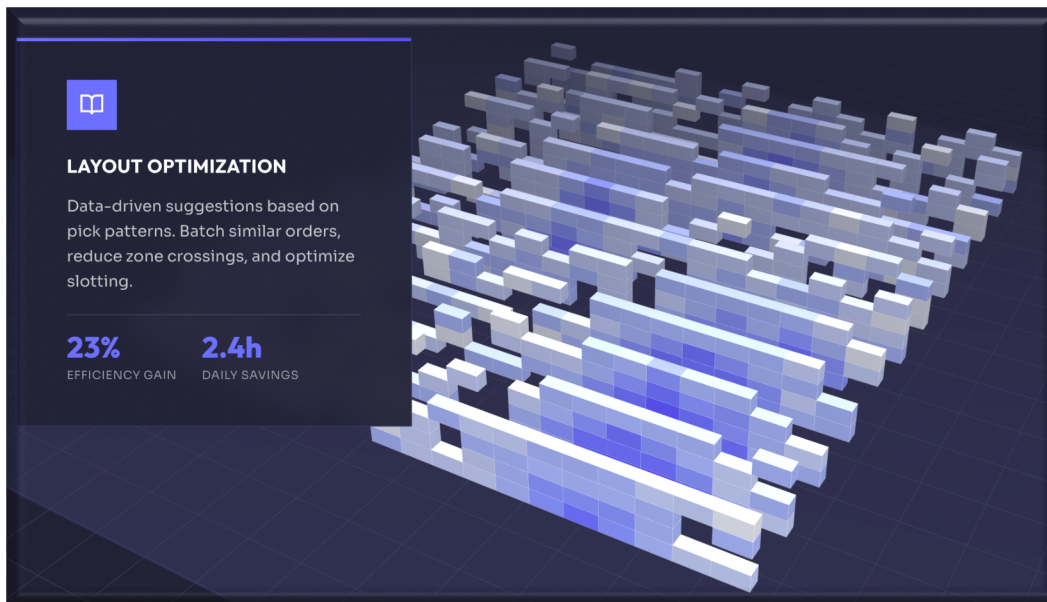 LAYOUT OPTIMIZATION
Data-driven suggestions based on
pick patterns. Batch similar orders,
reduce zone crossings, and optimize
slotting.
23% 2.4h
EFFICIENCY GAIN DAILY SAVINGS